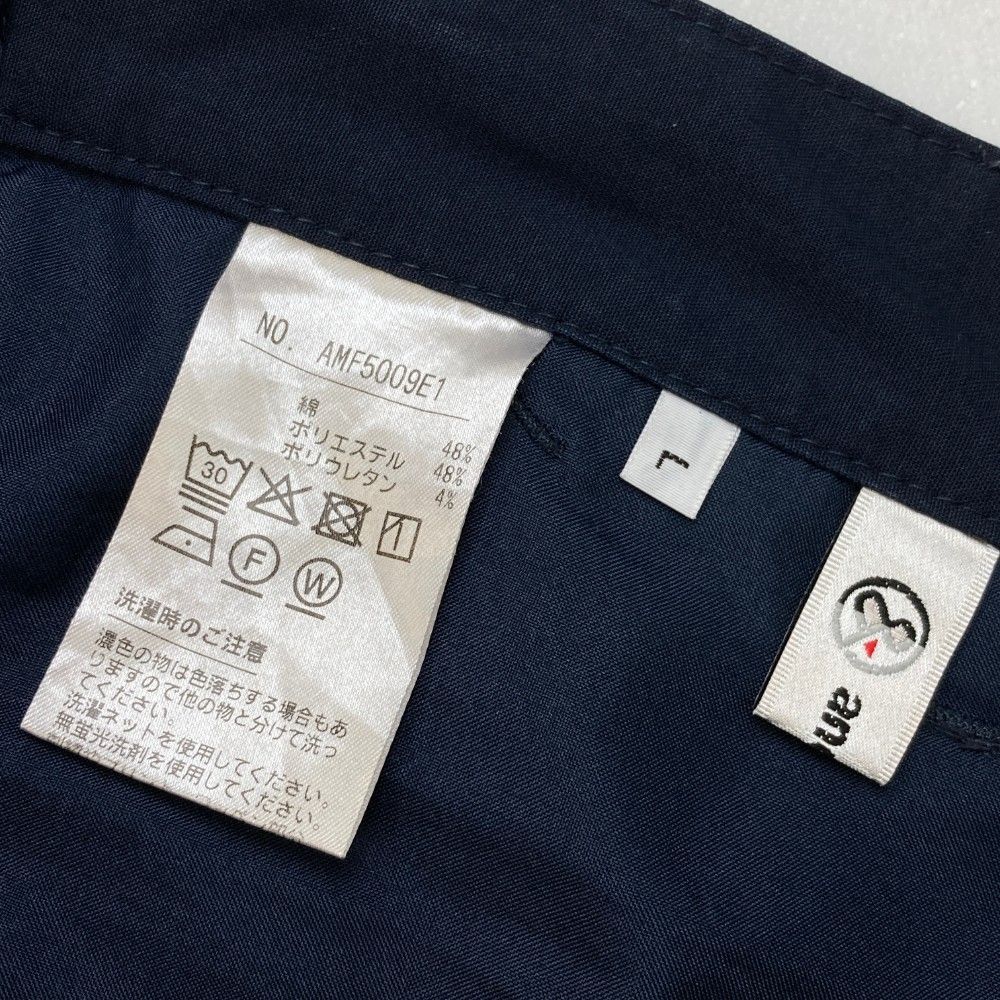 NO. AMF5009E1
綿 48%
ポリエステル 48%
ポリウレタン 4%
30
F
W
洗濯時のご注意
濃色の物は色落ちする場合もあ
りますので他の物と分けて洗っ
てください。
洗濯ネットを使用してください。
無蛍光洗剤を使用してください。
L